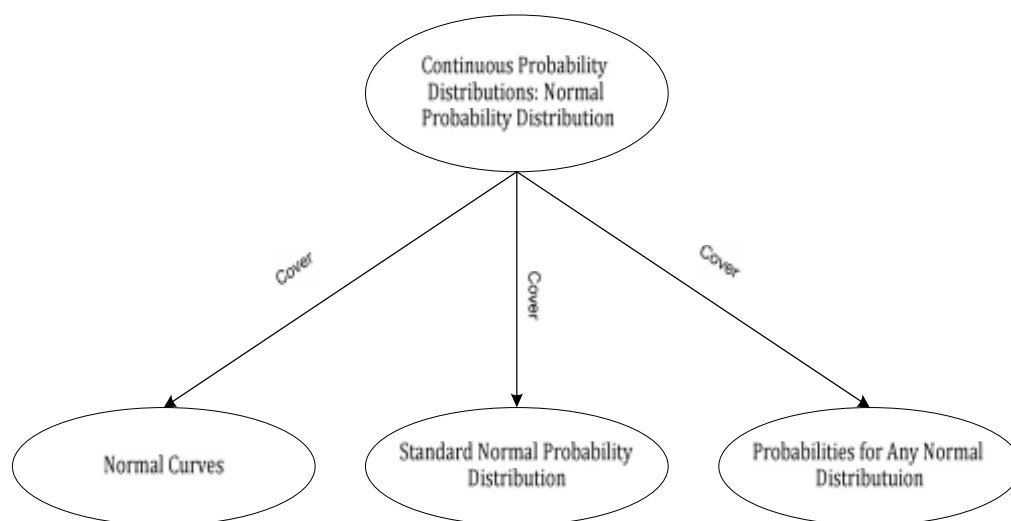 Continuous Probability
Distributions: Normal
Probability Distribution
Cover
Cover
Cover
Normal Curves
Standard Normal Probability
Distribution
Probabilities for Any Normal
Distributuion